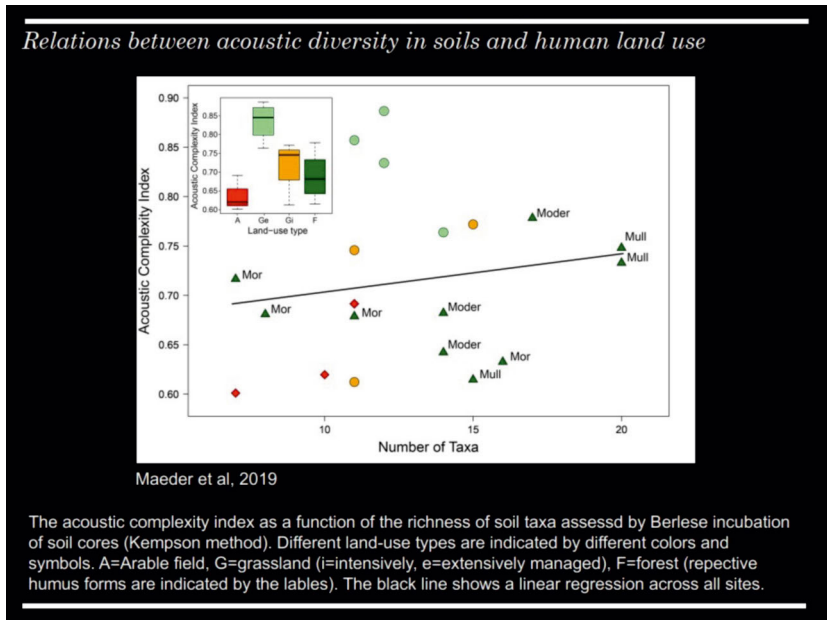 Relations between acoustic diversity in soils and human land use
0.90
0.85
0.80
0.75
0.70
0.65
0.60
Acoustic Complexity Index
0.85
0.80
0.75
0.70
0.65
0.60
Acoustic Complexity Index
A Ge Gi F
Land-use type
Moder
Mull
Mull
Mor
Mor
Mor
Moder
Moder
Mor
Mull
10 15 20
Number of Taxa
Maeder et al, 2019
The acoustic complexity index as a function of the richness of soil taxa assessd by Berlese incubation
of soil cores (Kempson method). Different land-use types are indicated by different colors and
symbols. A=Arable field, G=grassland (i=intensively, e=extensively managed), F=forest (repective
humus forms are indicated by the lables). The black line shows a linear regression across all sites.